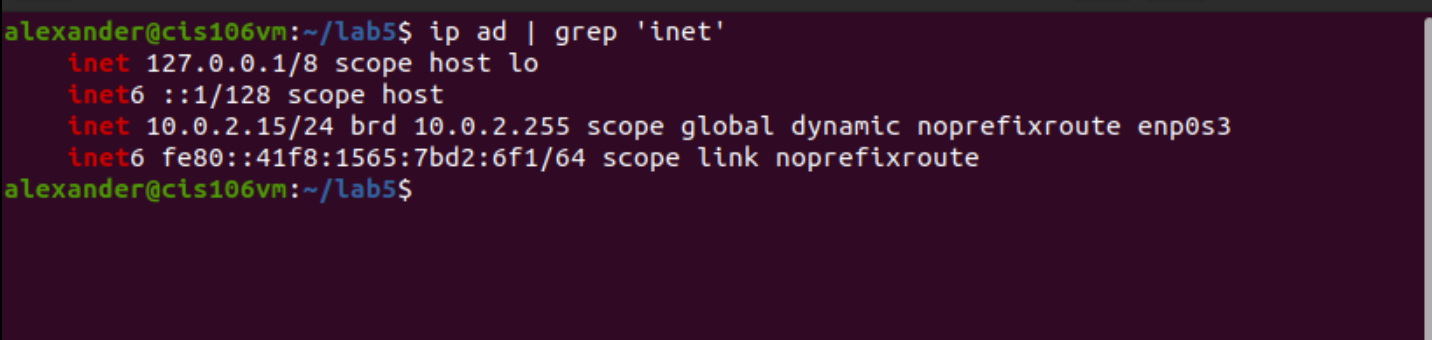 alexander@cis106vm:~/lab5$ ip ad | grep 'inet'
    inet 127.0.0.1/8 scope host lo
    inet6 ::1/128 scope host
    inet 10.0.2.15/24 brd 10.0.2.255 scope global dynamic noprefixroute enp0s3
    inet6 fe80::41f8:1565:7bd2:6f1/64 scope link noprefixroute
alexander@cis106vm:~/lab5$